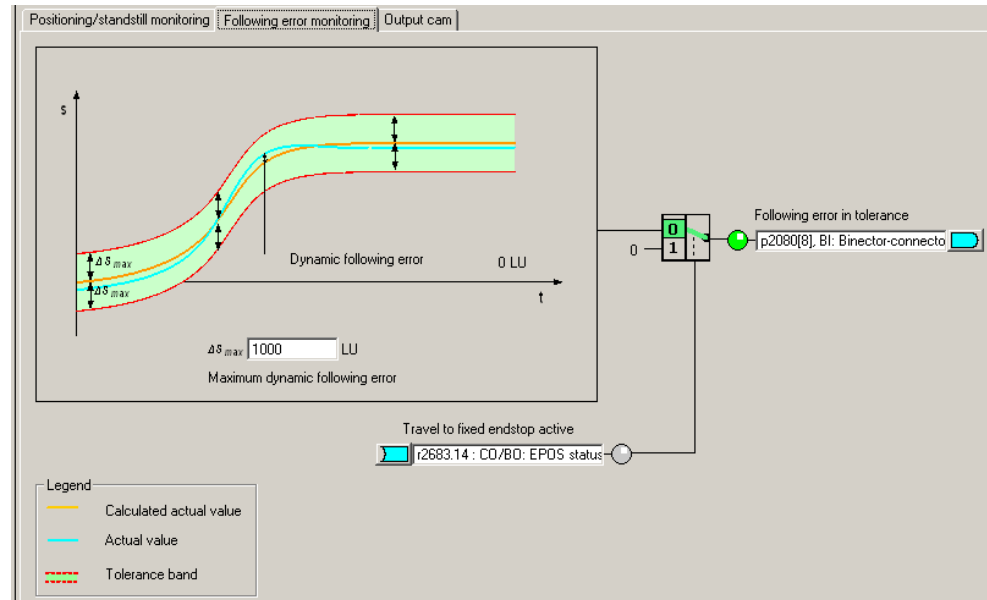 Positioning/standstill monitoring
Following error monitoring
Output cam
s
Δs max
Δs max
Dynamic following error
0 LU
t
Δs max 1000 LU
Maximum dynamic following error
0
0
1
Following error in tolerance
p2080[8], BI: Binector-connecto
Travel to fixed endstop active
r2683.14 : CO/BO: EPOS status
Legend
Calculated actual value
Actual value
Tolerance band